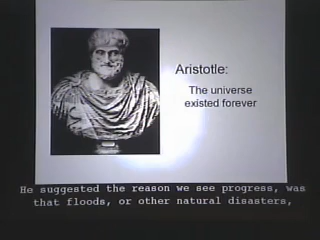 Aristotle:
The universe
existed forever
He suggested the reason we see progress, was
that floods, or other natural disasters,